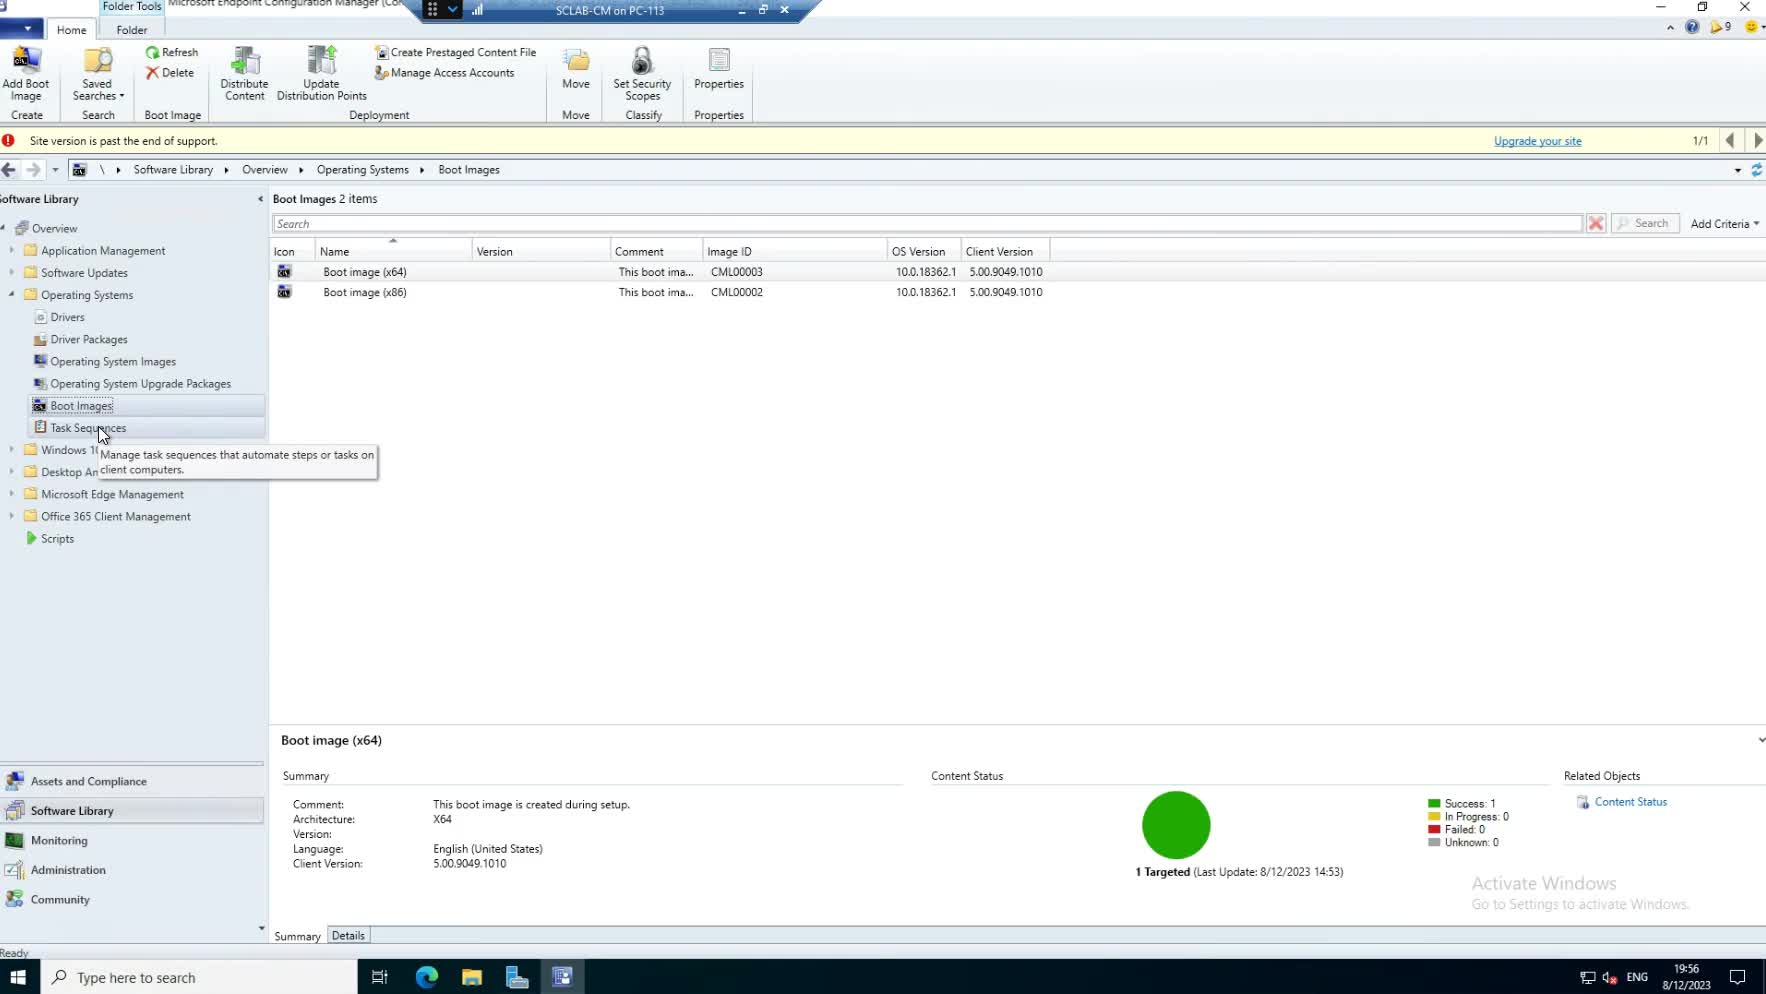 Folder Tools
Microsoft Endpoint Configuration Manager (Con
SCLAB-CM on PC-113
Home
Folder
9
Add Boot
Image
Saved
Searches
Refresh
Delete
Distribute
Content
Update
Distribution Points
Create Prestaged Content File
Manage Access Accounts
Move
Set Security
Scopes
Properties
Create
Search
Boot Image
Deployment
Move
Classify
Properties
Site version is past the end of support.
Upgrade your site
1/1
\ Software Library Overview Operating Systems Boot Images
Software Library
Boot Images 2 items
Search
Search
Add Criteria
Icon Name Version Comment Image ID OS Version Client Version
Boot image (x64) This boot ima... CML00003 10.0.18362.1 5.00.9049.1010
Boot image (x86) This boot ima... CML00002 10.0.18362.1 5.00.9049.1010
Overview
Application Management
Software Updates
Operating Systems
Drivers
Driver Packages
Operating System Images
Operating System Upgrade Packages
Boot Images
Task Sequences
Windows 10
Manage task sequences that automate steps or tasks on
client computers.
Desktop An
Microsoft Edge Management
Office 365 Client Management
Scripts
Assets and Compliance
Software Library
Monitoring
Administration
Community
Boot image (x64)
Summary
Comment: This boot image is created during setup.
Architecture: X64
Version:
Language: English (United States)
Client Version: 5.00.9049.1010
Content Status
Success: 1
In Progress: 0
Failed: 0
Unknown: 0
1 Targeted (Last Update: 8/12/2023 14:53)
Related Objects
Content Status
Activate Windows
Go to Settings to activate Windows.
Summary Details
Ready
Type here to search
ENG
19:56
8/12/2023